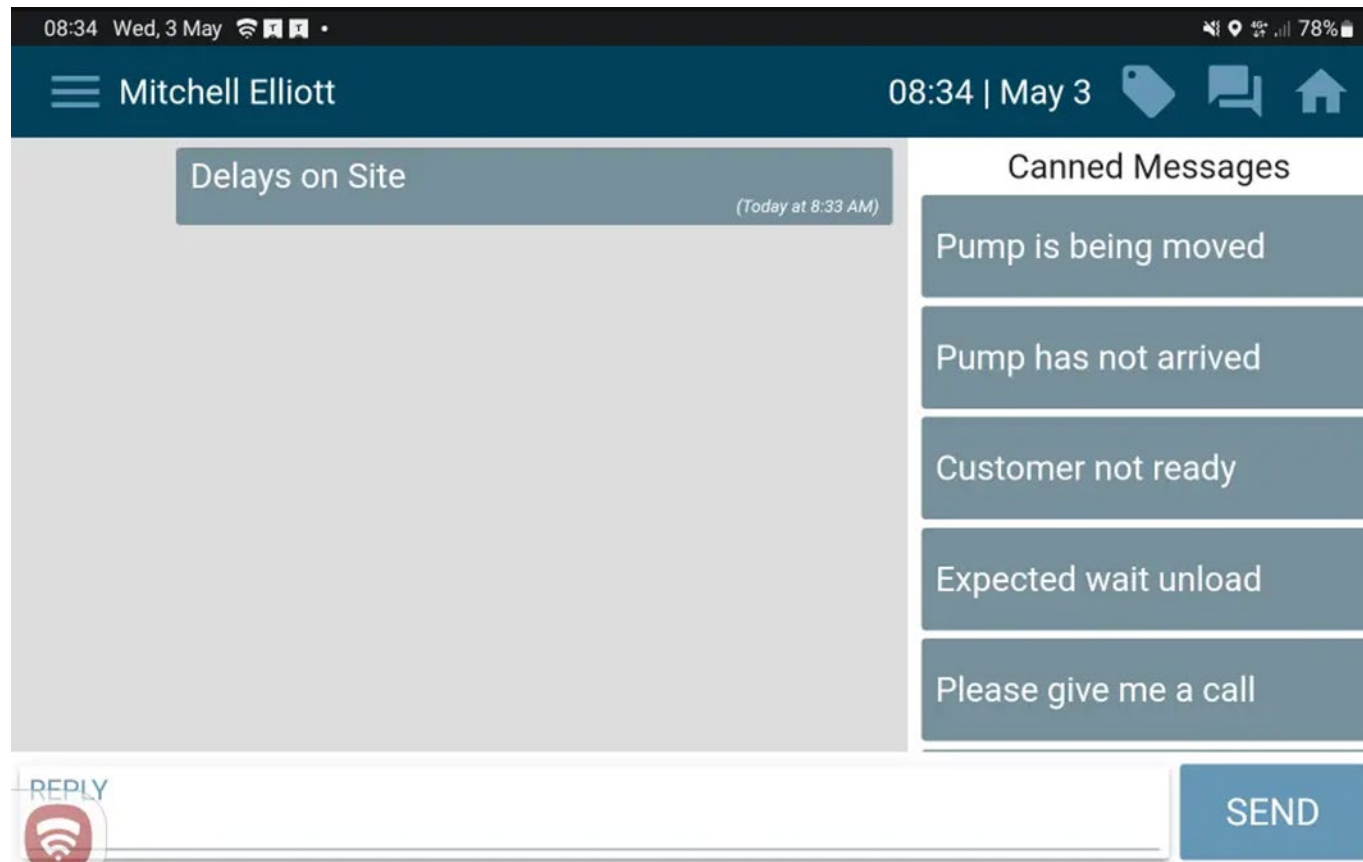 08:34 Wed, 3 May
78%
Mitchell Elliott
08:34 | May 3
Delays on Site
(Today at 8:33 AM)
Canned Messages
Pump is being moved
Pump has not arrived
Customer not ready
Expected wait unload
Please give me a call
REPLY
SEND